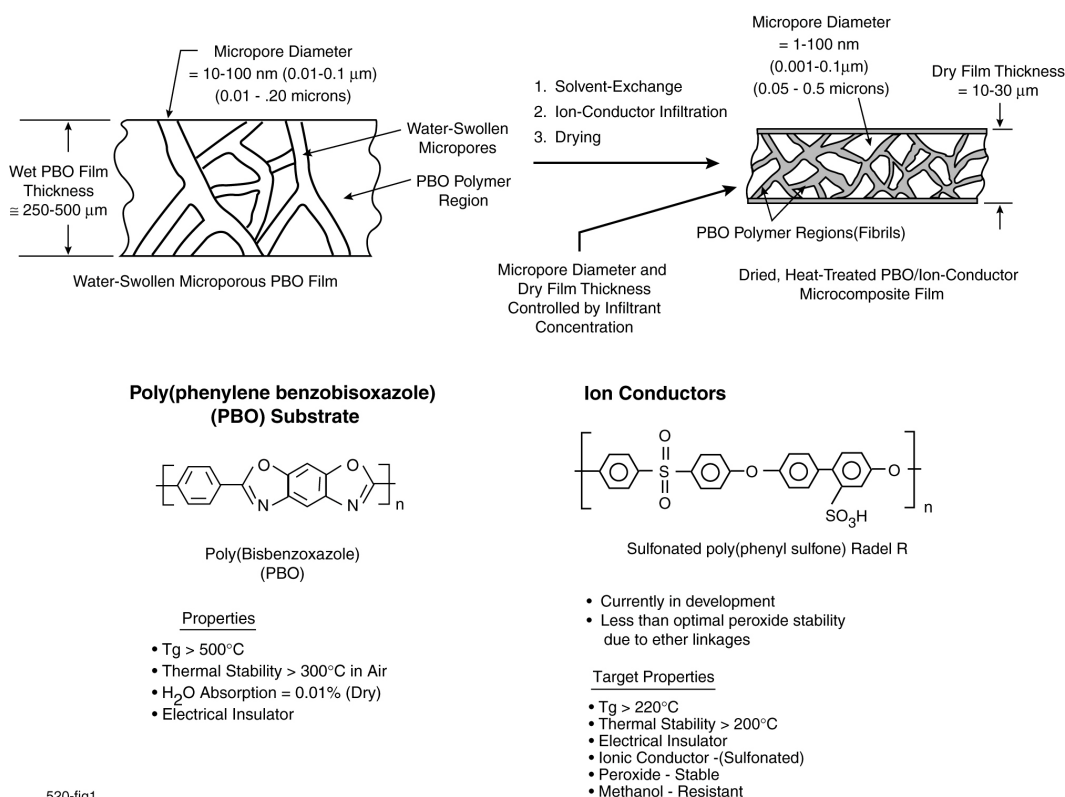 Micropore Diameter
= 10-100 nm (0.01-0.1 μm)
(0.01 - .20 microns)
Wet PBO Film
Thickness
≅ 250-500 μm
Water-Swollen
Micropores
PBO Polymer
Region
Water-Swollen Microporous PBO Film
1. Solvent-Exchange
2. Ion-Conductor Infiltration
3. Drying
Micropore Diameter
= 1-100 nm
(0.001-0.1μm)
(0.05 - 0.5 microns)
Dry Film Thickness
= 10-30 μm
PBO Polymer Regions(Fibrils)
Micropore Diameter and
Dry Film Thickness
Controlled by Infiltrant
Concentration
Dried, Heat-Treated PBO/Ion-Conductor
Microcomposite Film
Poly(phenylene benzobisoxazole)
(PBO) Substrate
O O
N N
n
Poly(Bisbenzoxazole)
(PBO)
Properties
• Tg > 500°C
• Thermal Stability > 300°C in Air
• H2O Absorption = 0.01% (Dry)
• Electrical Insulator
Ion Conductors
O
S O O
O
SO3H
n
Sulfonated poly(phenyl sulfone) Radel R
• Currently in development
• Less than optimal peroxide stability
due to ether linkages
Target Properties
• Tg > 220°C
• Thermal Stability > 200°C
• Electrical Insulator
• Ionic Conductor -(Sulfonated)
• Peroxide - Stable
• Methanol - Resistant
520-fig1